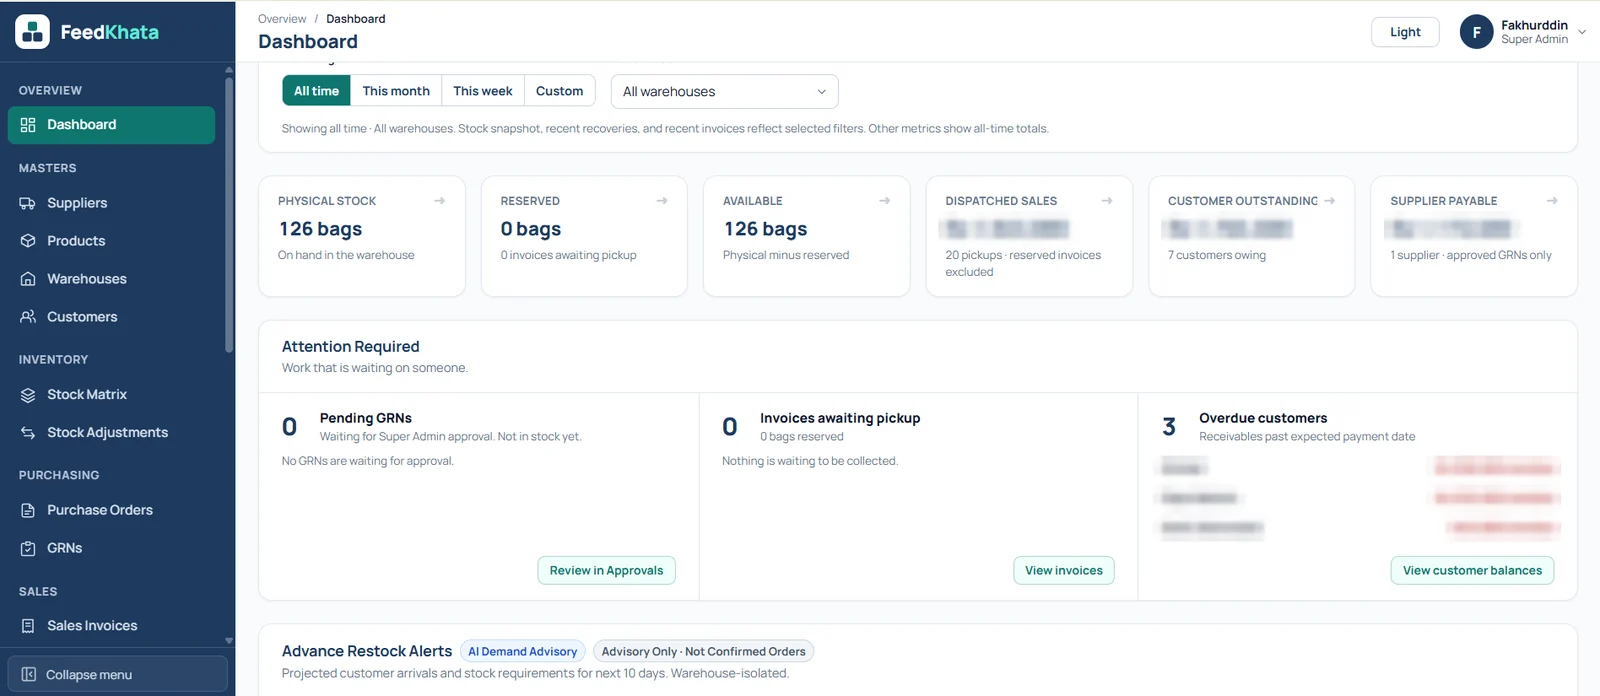 FeedKhata
OVERVIEW
Dashboard
MASTERS
Suppliers
Products
Warehouses
Customers
INVENTORY
Stock Matrix
Stock Adjustments
PURCHASING
Purchase Orders
GRNs
SALES
Sales Invoices
Collapse menu
Overview / Dashboard
Dashboard
Light
F
Fakhurddin
Super Admin
All time
This month
This week
Custom
All warehouses
Showing all time · All warehouses. Stock snapshot, recent recoveries, and recent invoices reflect selected filters. Other metrics show all-time totals.
PHYSICAL STOCK
126 bags
On hand in the warehouse
RESERVED
0 bags
0 invoices awaiting pickup
AVAILABLE
126 bags
Physical minus reserved
DISPATCHED SALES
20 pickups · reserved invoices
excluded
CUSTOMER OUTSTANDING
7 customers owing
SUPPLIER PAYABLE
1 supplier · approved GRNs only
Attention Required
Work that is waiting on someone.
0
Pending GRNs
Waiting for Super Admin approval. Not in stock yet.
No GRNs are waiting for approval.
Review in Approvals
0
Invoices awaiting pickup
0 bags reserved
Nothing is waiting to be collected.
View invoices
3
Overdue customers
Receivables past expected payment date
View customer balances
Advance Restock Alerts
AI Demand Advisory
Advisory Only · Not Confirmed Orders
Projected customer arrivals and stock requirements for next 10 days. Warehouse-isolated.